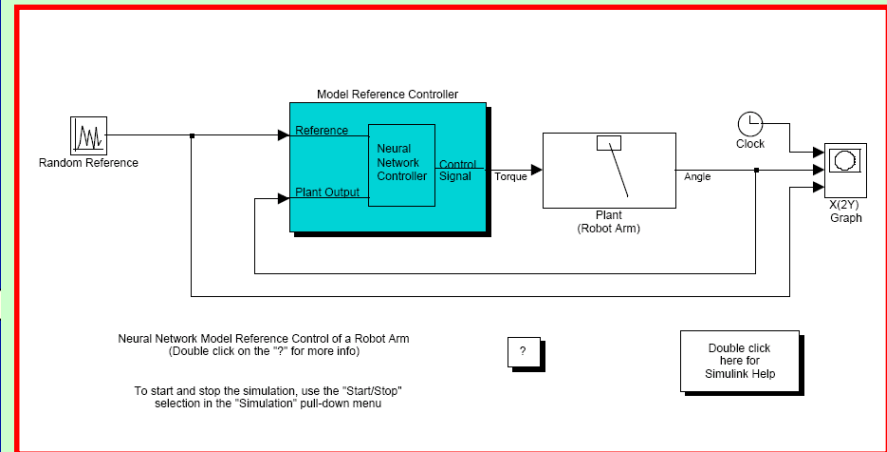 Model Reference Controller
Random Reference
Reference
Plant Output
Neural
Network
Controller
Control
Signal
Torque
Plant
(Robot Arm)
Angle
Clock
X(2Y)
Graph
Neural Network Model Reference Control of a Robot Arm
(Double click on the "?" for more info)
To start and stop the simulation, use the "Start/Stop"
selection in the "Simulation" pull-down menu
?
Double click
here for
Simulink Help